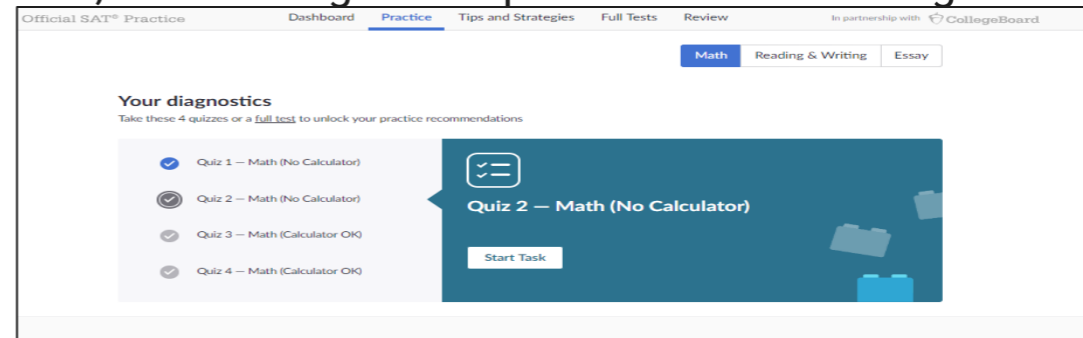 Official SAT® Practice Dashboard Practice Tips and Strategies Full Tests Review In partnership with CollegeBoard
Math Reading & Writing Essay
Your diagnostics
Take these 4 quizzes or a full test to unlock your practice recommendations
Quiz 1 — Math (No Calculator)
Quiz 2 — Math (No Calculator)
Quiz 3 — Math (Calculator OK)
Quiz 4 — Math (Calculator OK)
Quiz 2 — Math (No Calculator)
Start Task